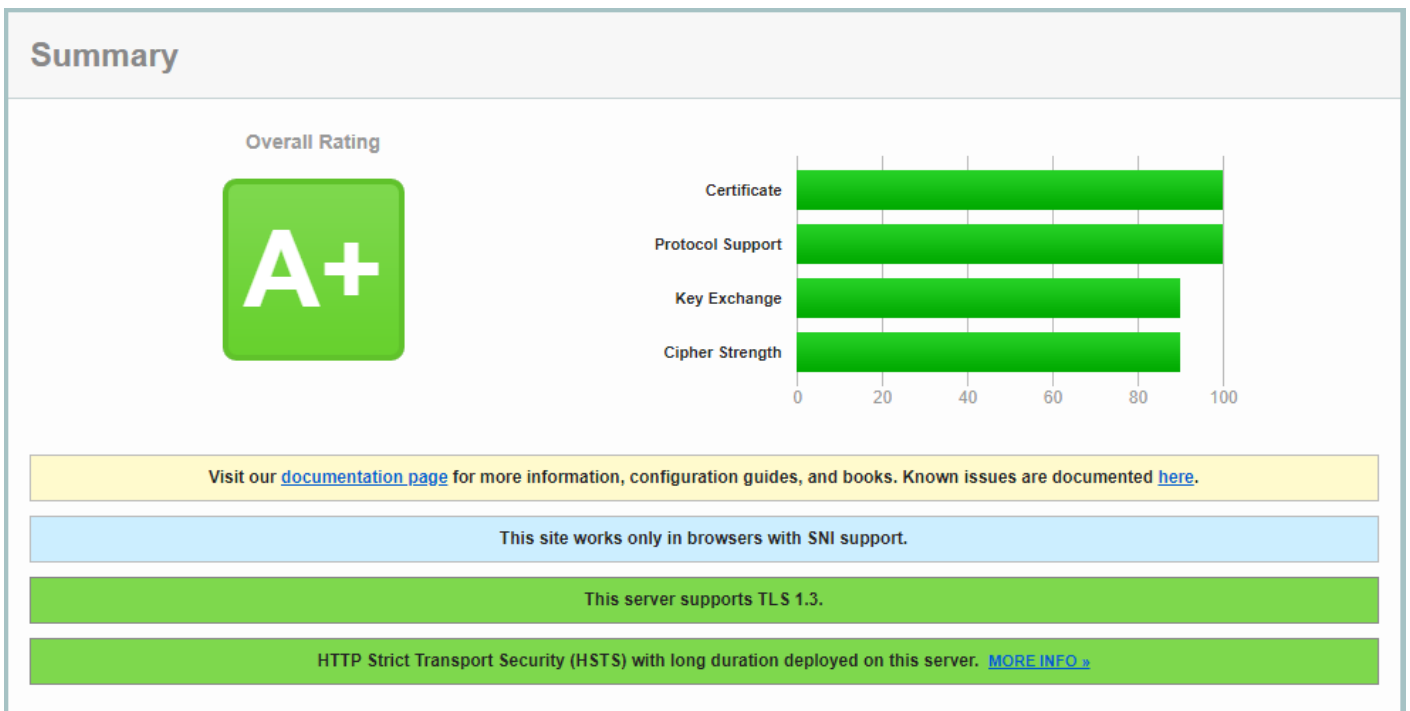 Summary
Overall Rating
A+
Certificate
Protocol Support
Key Exchange
Cipher Strength
0 20 40 60 80 100
Visit our documentation page for more information, configuration guides, and books. Known issues are documented here.
This site works only in browsers with SNI support.
This server supports TLS 1.3.
HTTP Strict Transport Security (HSTS) with long duration deployed on this server. MORE INFO »